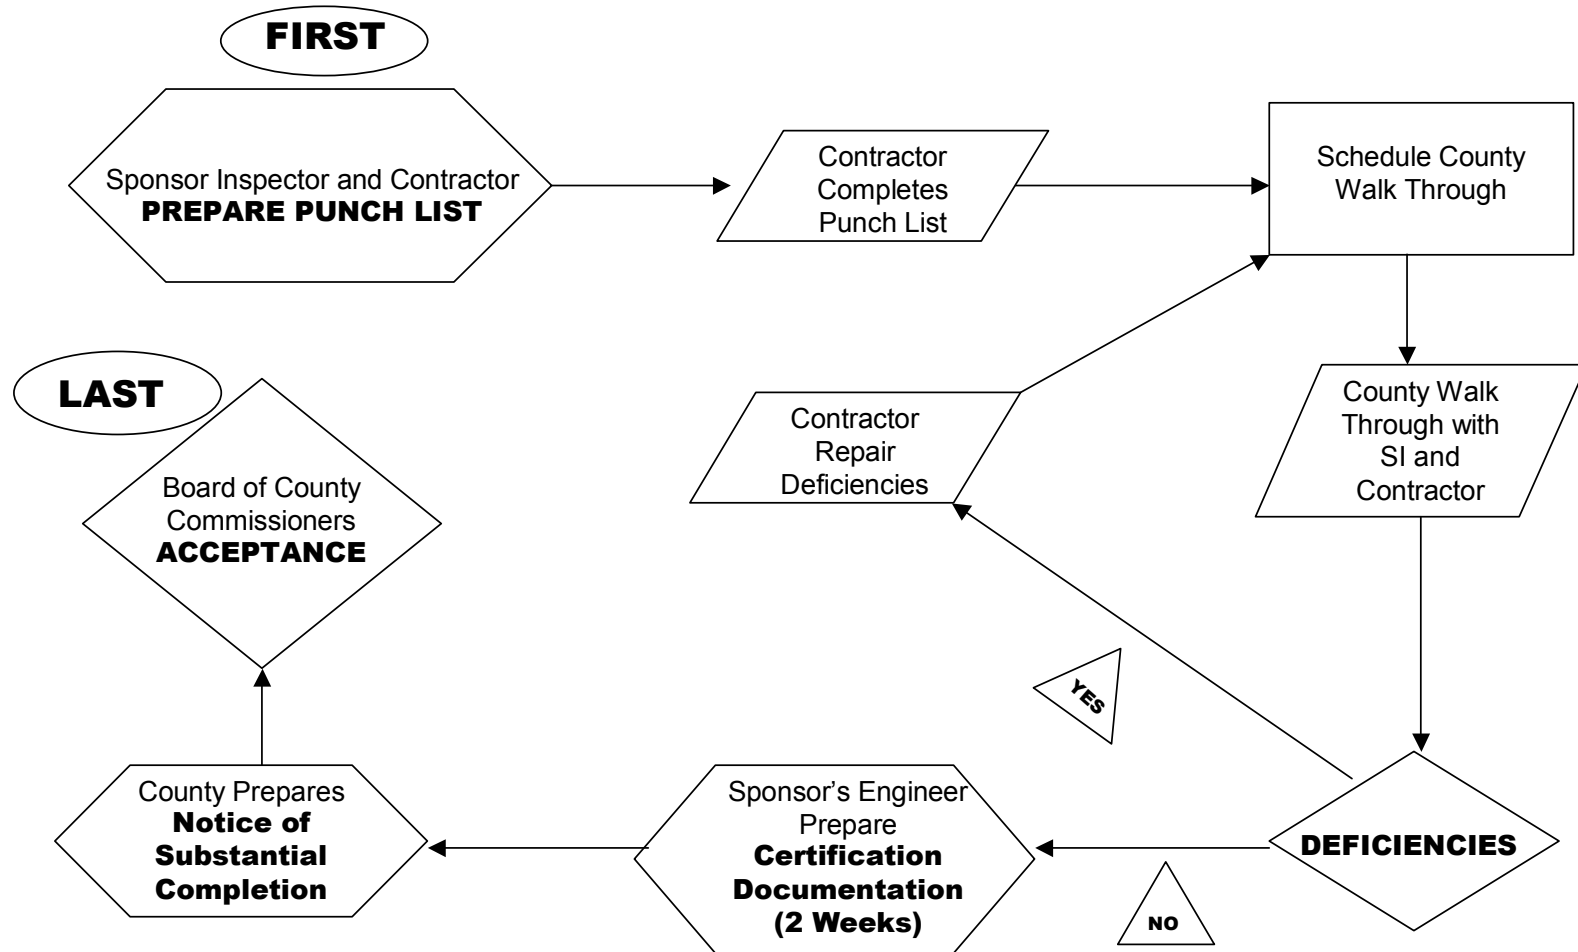 FIRST
Sponsor Inspector and Contractor
PREPARE PUNCH LIST
Contractor
Completes
Punch List
Schedule County
Walk Through
County Walk
Through with
SI and
Contractor
Contractor
Repair
Deficiencies
LAST
Board of County
Commissioners
ACCEPTANCE
YES
DEFICIENCIES
NO
Sponsor’s Engineer
Prepare
Certification
Documentation
(2 Weeks)
County Prepares
Notice of
Substantial
Completion